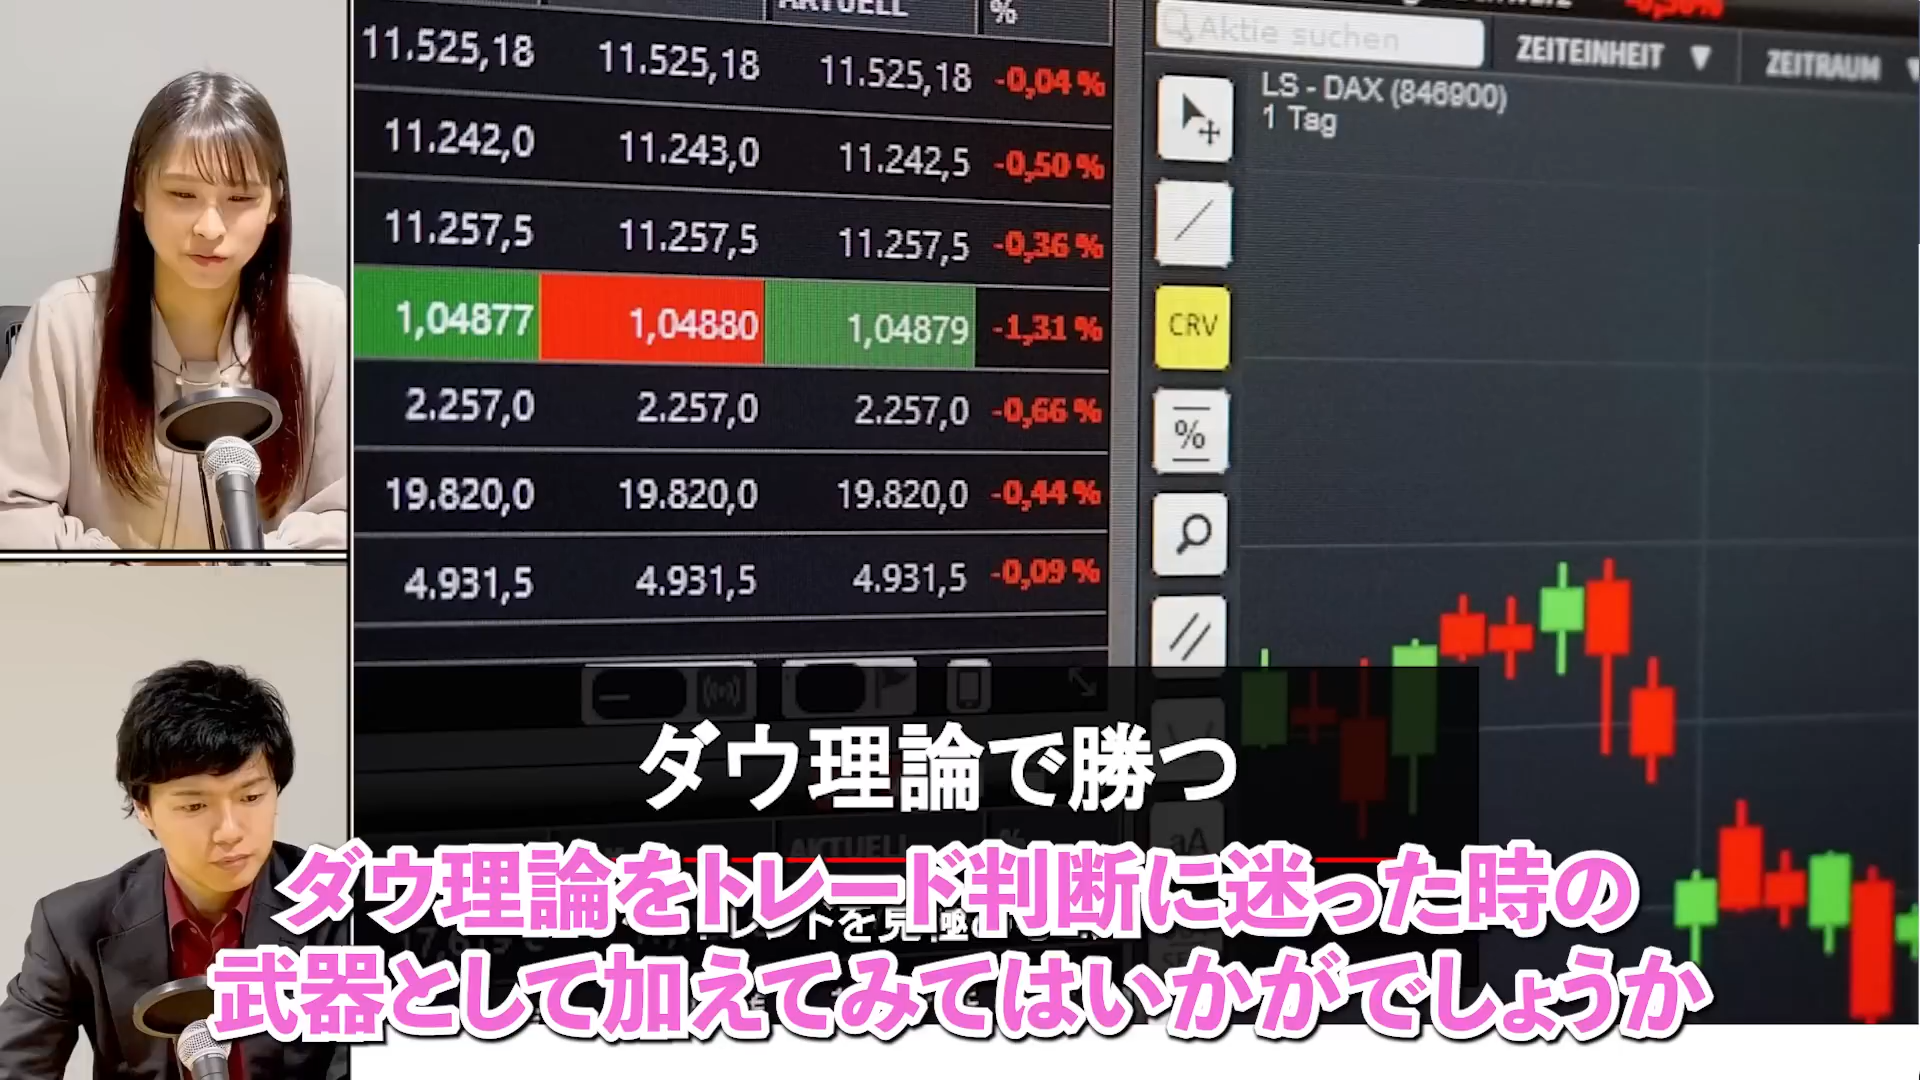 AKTUELL
%
Aktie suchen
ZEITEINHEIT ▼
ZEITRAUM
11.525,18 11.525,18 11.525,18 -0,04 %
LS - DAX (846900)
1 Tag
11.242,0 11.243,0 11.242,5 -0,50 %
11.257,5 11.257,5 11.257,5 -0,36 %
1,04877 1,04880 1,04879 -1,31 %
CRV
2.257,0 2.257,0 2.257,0 -0,66 %
%
19.820,0 19.820,0 19.820,0 -0,44 %
4.931,5 4.931,5 4.931,5 -0,09 %
ダウ理論で勝つ
AKTUELL
%
aA
ダウ理論をトレード判断に迷った時の
武器として加えてみてはいかがでしょうか